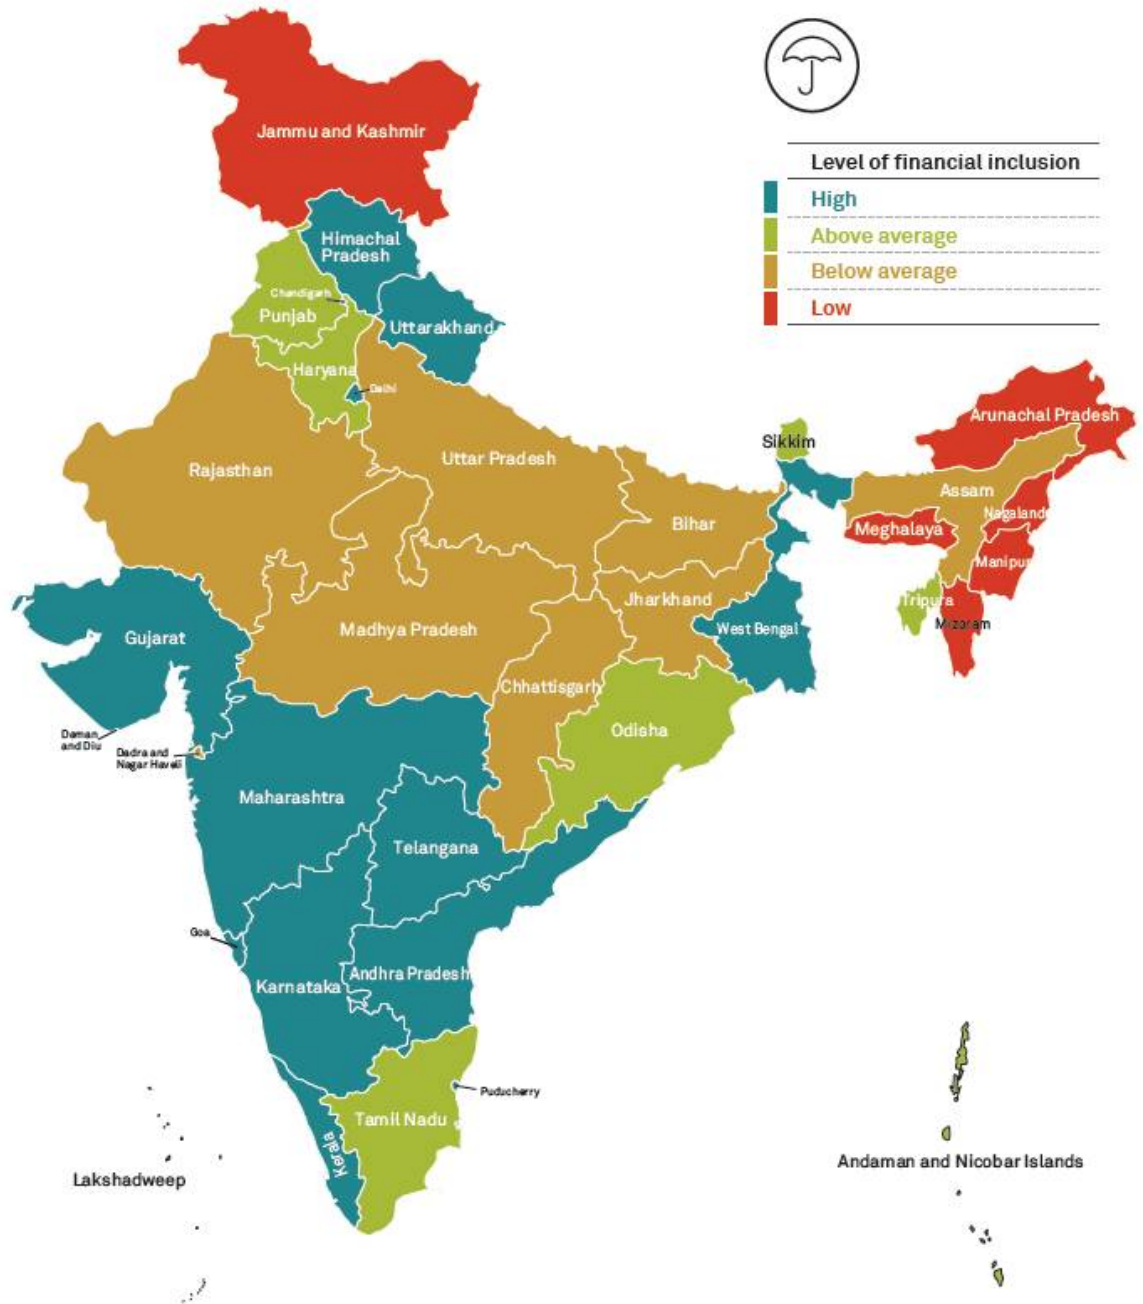 Jammu and Kashmir
Level of financial inclusion
High
Above average
Below average
Low
Himachal
Pradesh
Chandigarh
Punjab
Uttarakhand
Haryana
Delhi
Arunachal Pradesh
Sikkim
Uttar Pradesh
Rajasthan
Assam
Nagaland
Bihar
Meghalaya
Manipur
Jharkhand
Tripura
Mizoram
Madhya Pradesh
West Bengal
Gujarat
Chhattisgarh
Odisha
Daman
and Diu
Dadra and
Nagar Haveli
Maharashtra
Telangana
Goa
Andhra Pradesh
Karnataka
Puducherry
Tamil Nadu
Kerala
Lakshadweep
Andaman and Nicobar Islands